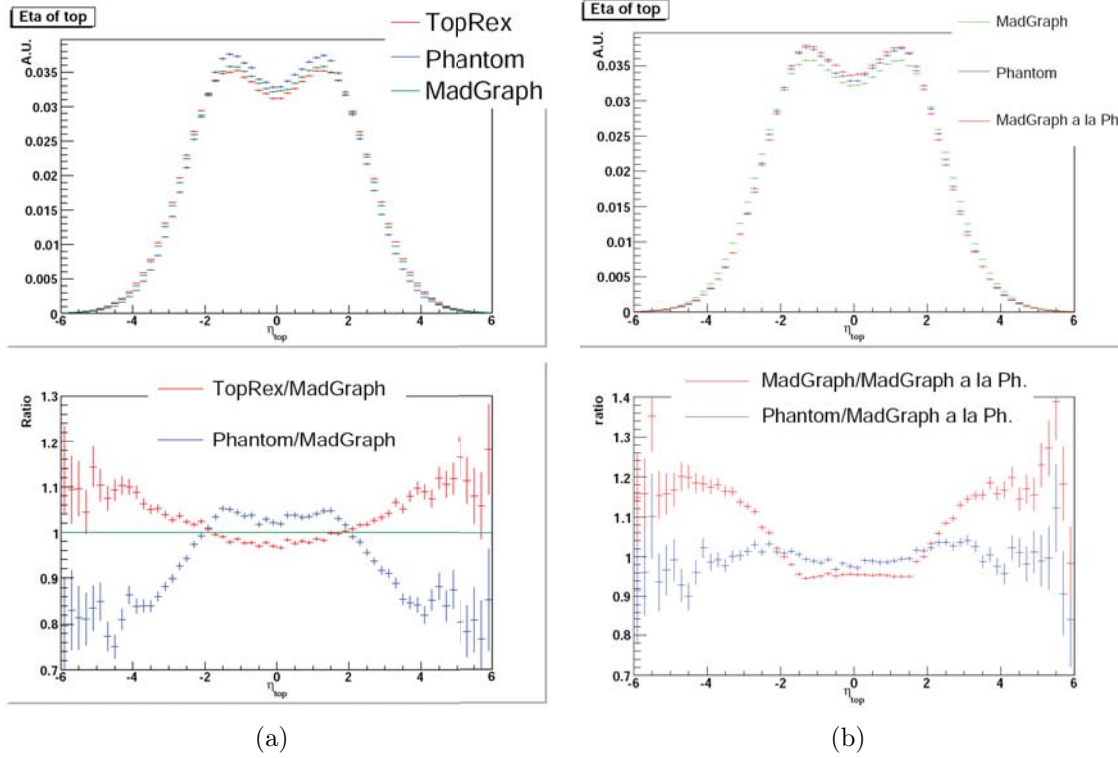 Eta of top
A.U.
TopRex
Phantom
MadGraph
0.035
0.03
0.025
0.02
0.015
0.01
0.005
0
-6 -4 -2 0 2 4 6
η_top
Eta of top
A.U.
MadGraph
Phantom
MadGraph a la Ph
0.035
0.03
0.025
0.02
0.015
0.01
0.005
0
-6 -4 -2 0 2 4 6
η_top
Ratio
TopRex/MadGraph
Phantom/MadGraph
1.3
1.2
1.1
1
0.9
0.8
0.7
-6 -4 -2 0 2 4 6
η_top
ratio
MadGraph/MadGraph a la Ph.
Phantom/MadGraph a la Ph.
1.4
1.3
1.2
1.1
1
0.9
0.8
0.7
-6 -4 -2 0 2 4 6
η_top
(a)
(b)